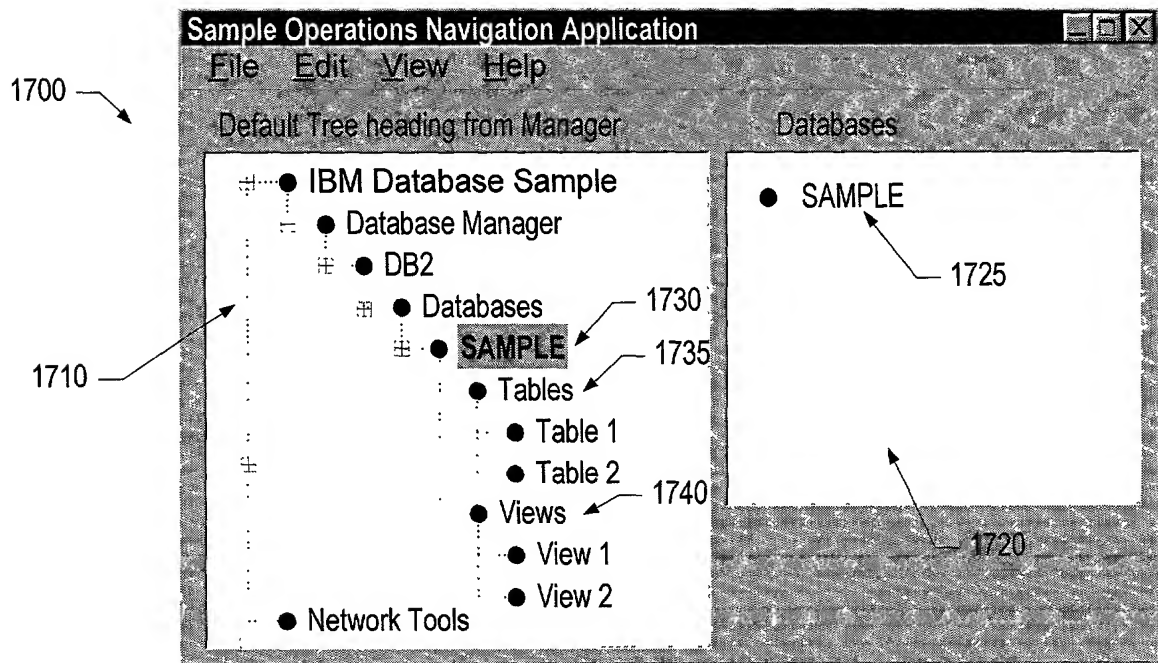 Sample Operations Navigation Application
File Edit View Help
1700
Default Tree heading from Manager
Databases
IBM Database Sample
SAMPLE
Database Manager
DB2
1725
Databases
1730
SAMPLE
1735
1710
Tables
Table 1
Table 2
1740
Views
1720
View 1
View 2
Network Tools